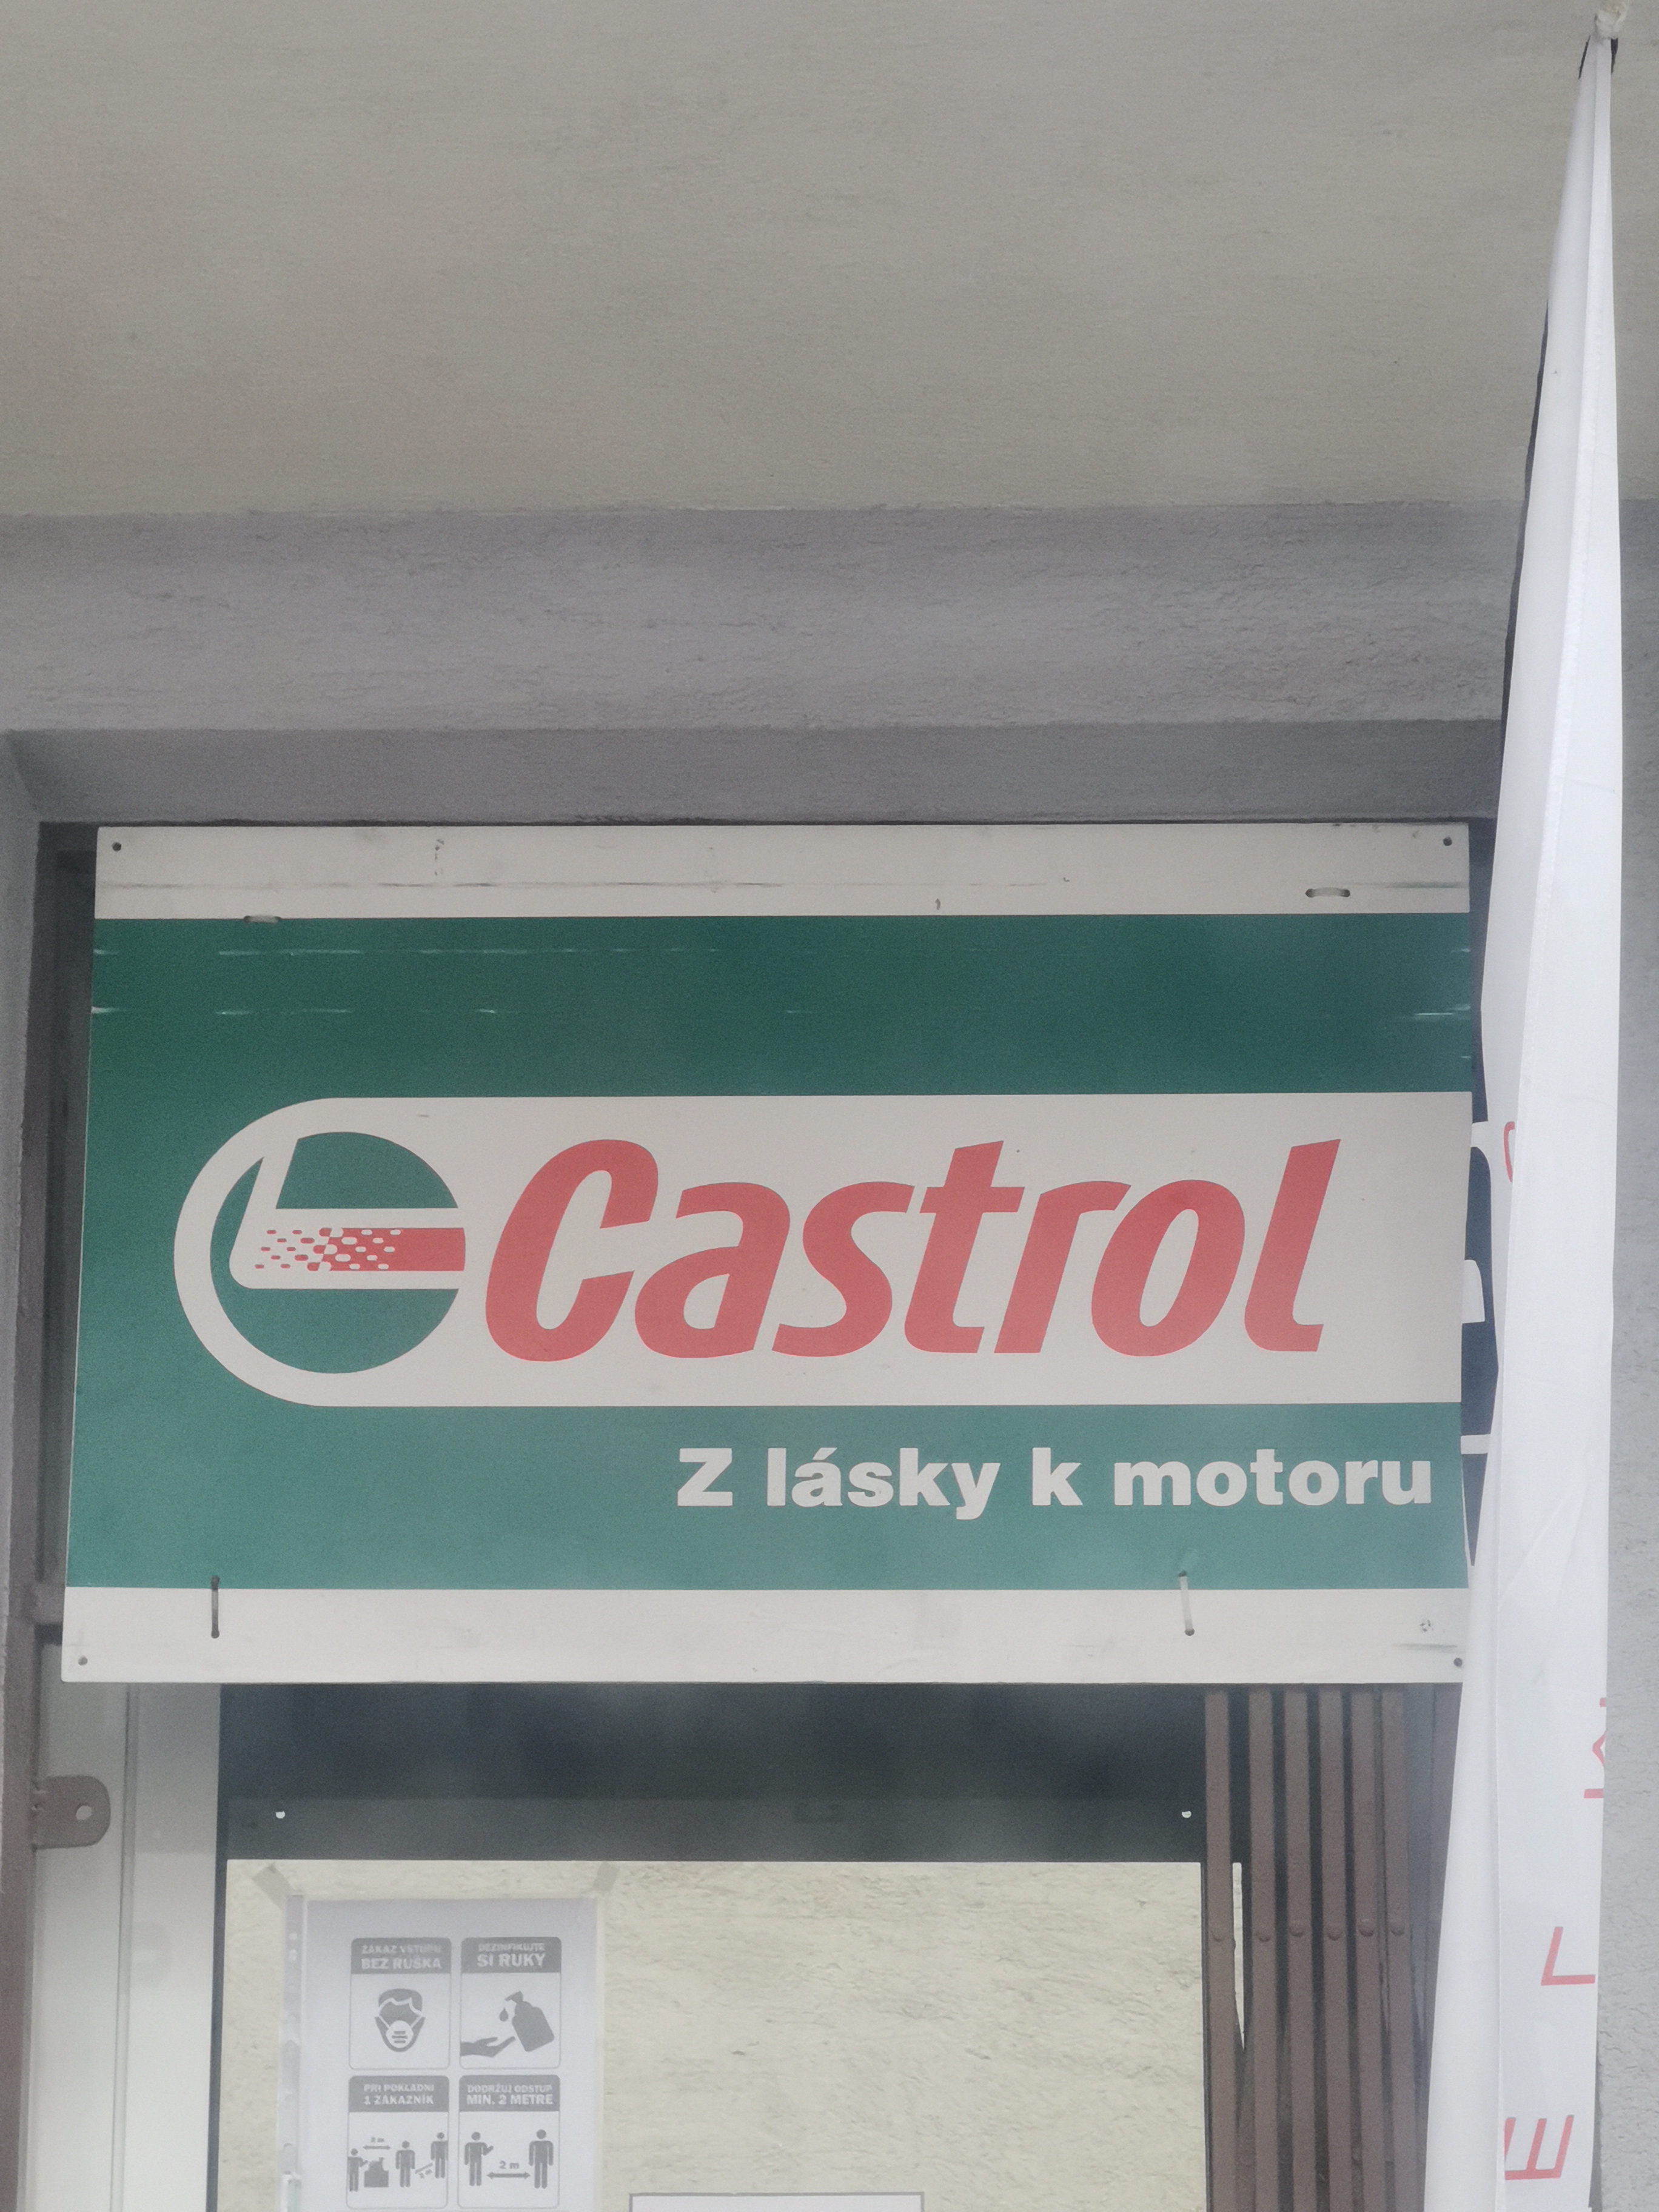 Castrol
Z lásky k motoru
ZÁKAZ VSTUPU
BEZ RÚŠKA
DEZINFIKUJTE
SI RUKY
PRI POKLADNI
1 ZÁKAZNÍK
DODRŽUJ ODSTUP
MIN. 2 METRE
2 m
2 m